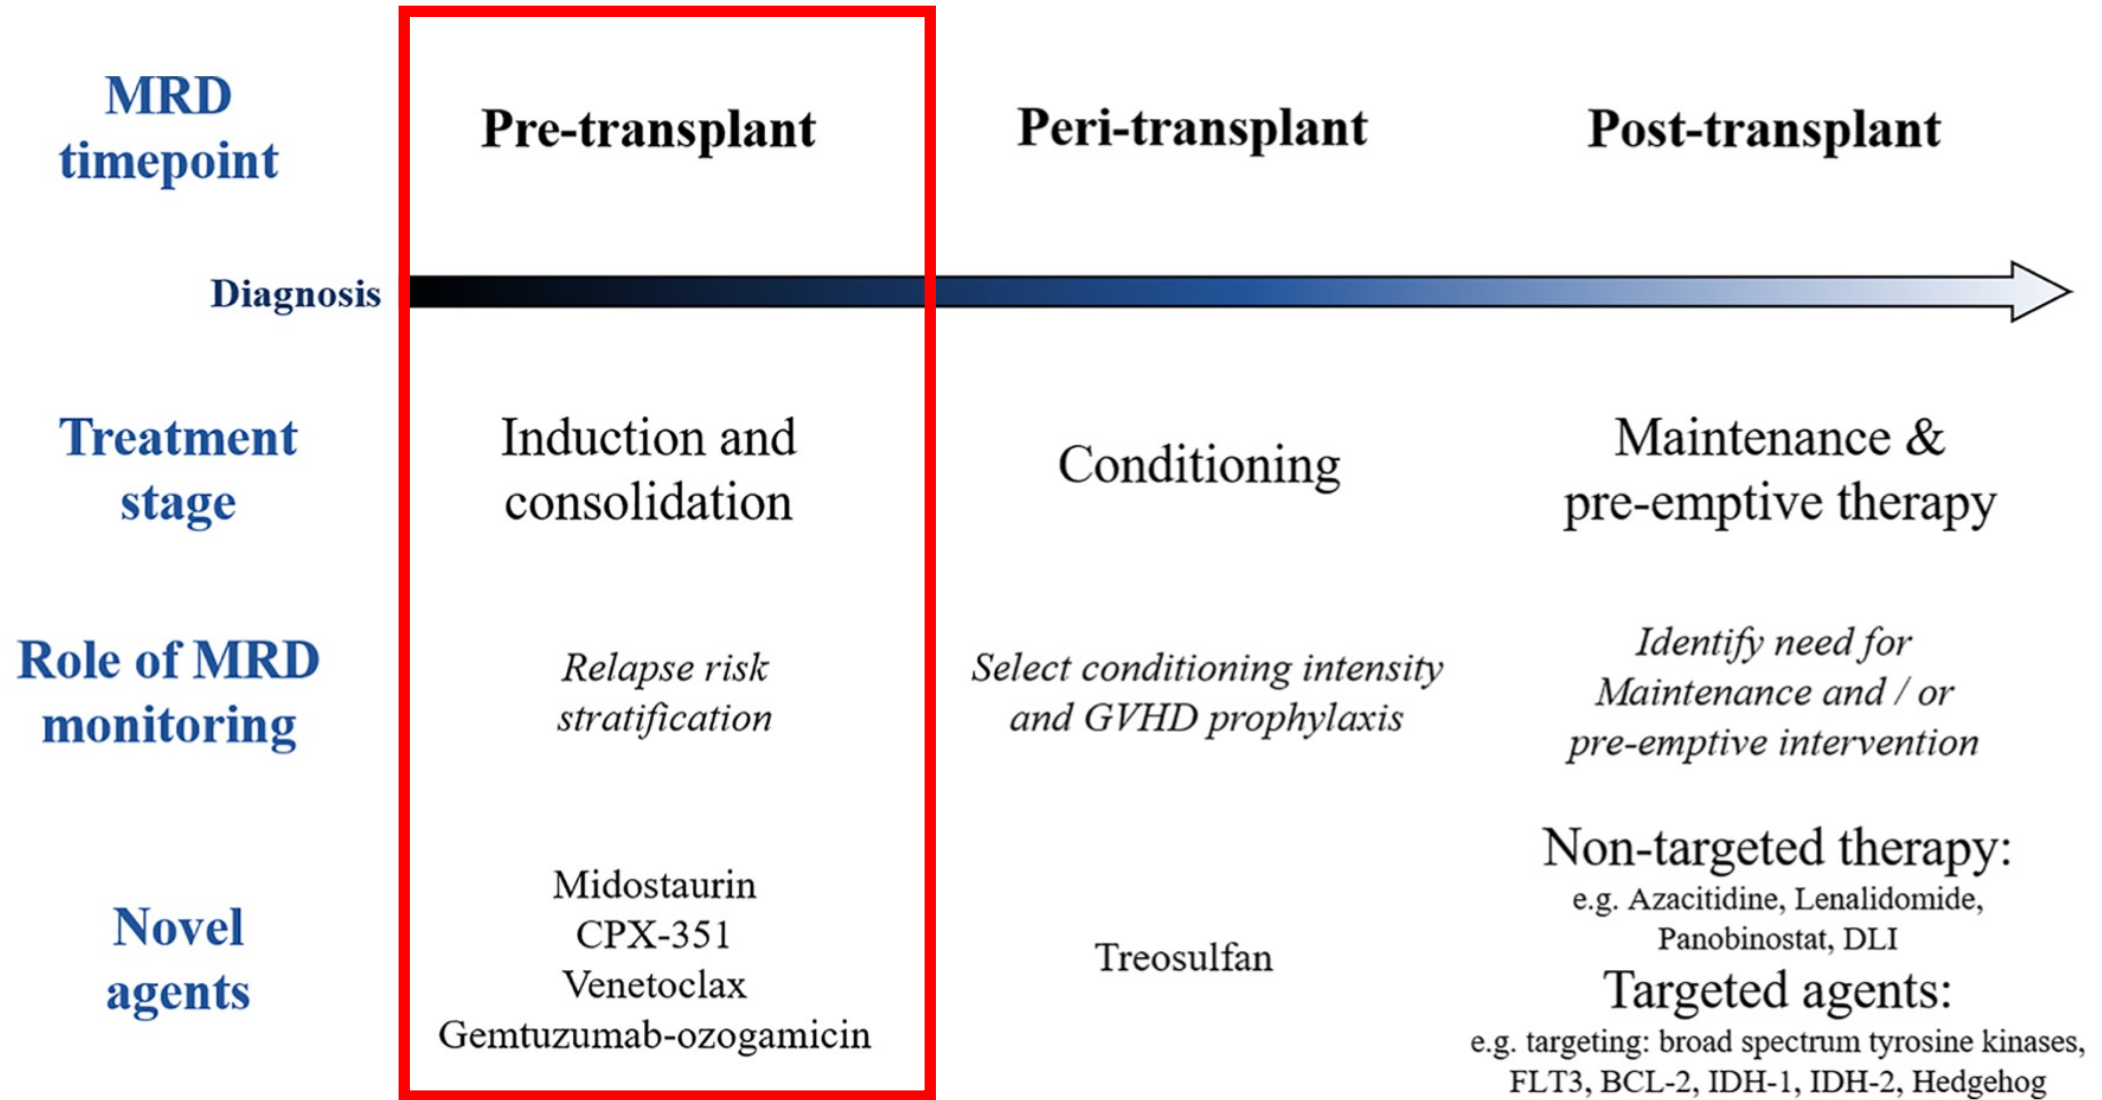 MRD
timepoint
Pre-transplant
Peri-transplant
Post-transplant
Diagnosis
Treatment
stage
Induction and
consolidation
Conditioning
Maintenance &
pre-emptive therapy
Role of MRD
monitoring
Relapse risk
stratification
Select conditioning intensity
and GVHD prophylaxis
Identify need for
Maintenance and / or
pre-emptive intervention
Novel
agents
Midostaurin
CPX-351
Venetoclax
Gemtuzumab-ozogamicin
Treosulfan
Non-targeted therapy:
e.g. Azacitidine, Lenalidomide,
Panobinostat, DLI
Targeted agents:
e.g. targeting: broad spectrum tyrosine kinases,
FLT3, BCL-2, IDH-1, IDH-2, Hedgehog